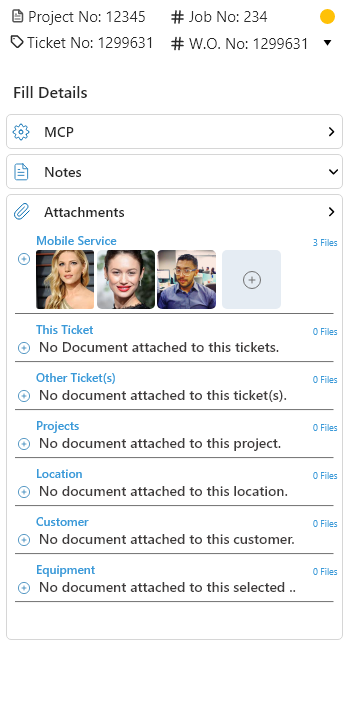 Project No: 12345 # Job No: 234
Ticket No: 1299631 # W.O. No: 1299631
Fill Details
MCP
Notes
Attachments
Mobile Service 3 Files
This Ticket 0 Files
No Document attached to this tickets.
Other Ticket(s) 0 Files
No document attached to this ticket(s).
Projects 0 Files
No document attached to this project.
Location 0 Files
No document attached to this location.
Customer 0 Files
No document attached to this customer.
Equipment 0 Files
No document attached to this selected ..